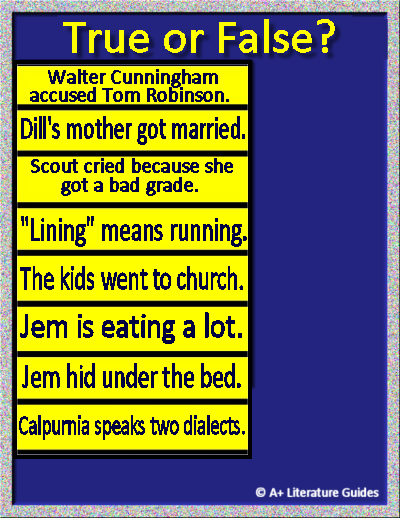 True or False?
Walter Cunningham
accused Tom Robinson.
Dill's mother got married.
Scout cried because she
got a bad grade.
"Lining" means running.
The kids went to church.
Jem is eating a lot.
Jem hid under the bed.
Calpurnia speaks two dialects.
© A+ Literature Guides